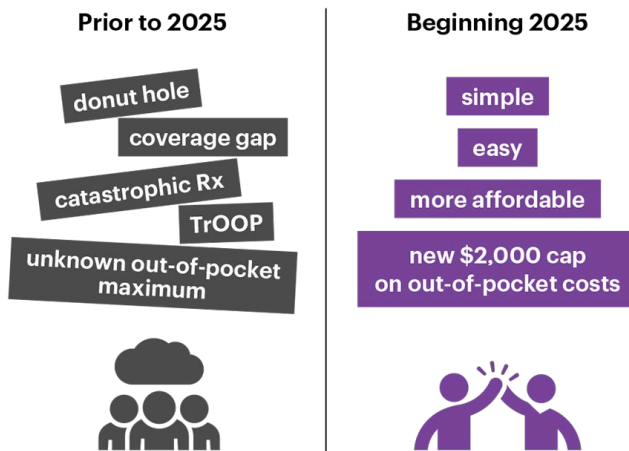 Prior to 2025
donut hole
coverage gap
catastrophic Rx
TrOOP
unknown out-of-pocket
maximum
Beginning 2025
simple
easy
more affordable
new $2,000 cap
on out-of-pocket costs